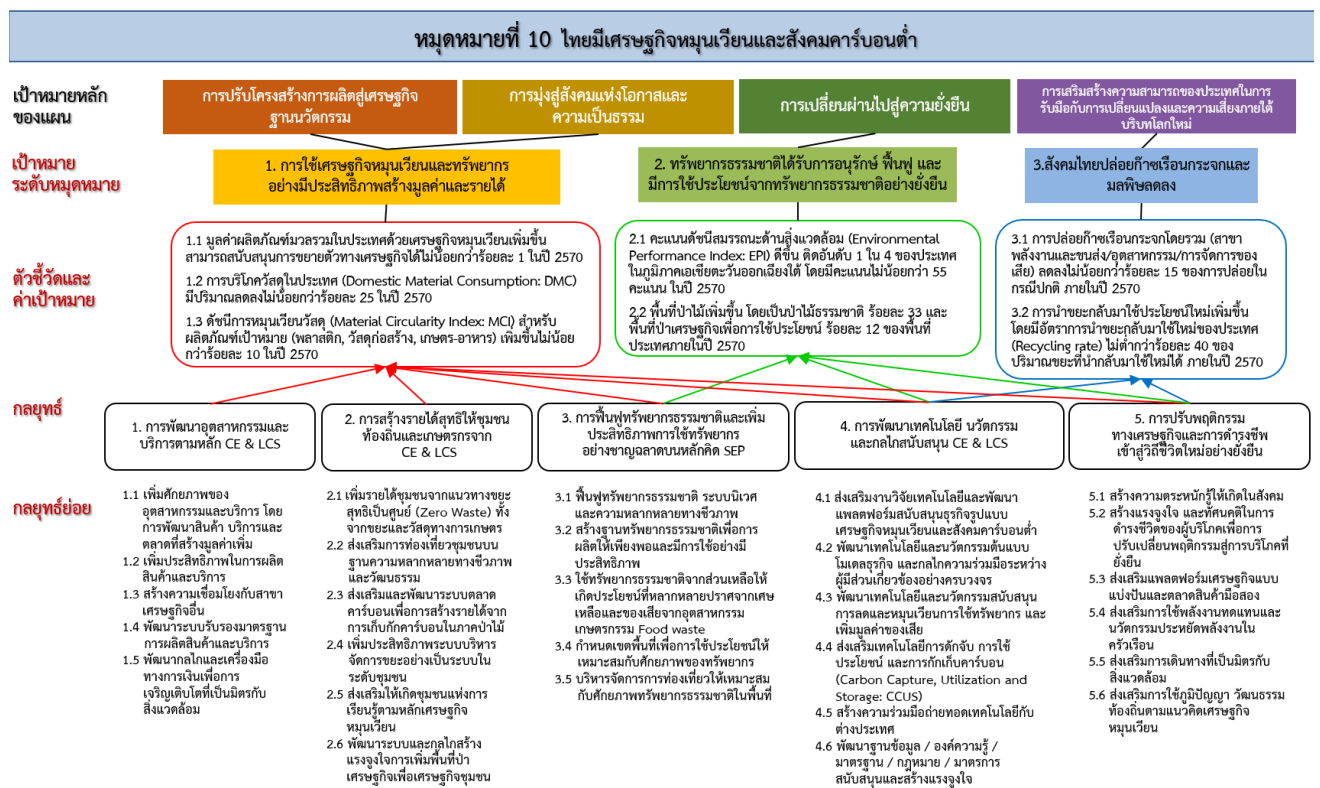 หมุดหมายที่ 10 ไทยมีเศรษฐกิจหมุนเวียนและสังคมคาร์บอนต่ำ
เป้าหมายหลัก
ของแผน
การปรับโครงสร้างการผลิตสู่เศรษฐกิจ
ฐานนวัตกรรม
การมุ่งสู่สังคมแห่งโอกาสและ
ความเป็นธรรม
การเปลี่ยนผ่านไปสู่ความยั่งยืน
การเสริมสร้างความสามารถของประเทศในการ
รับมือกับการเปลี่ยนแปลงและความเสี่ยงภายใต้
บริบทโลกใหม่
เป้าหมาย
ระดับหมุดหมาย
1. การใช้เศรษฐกิจหมุนเวียนและทรัพยากร
อย่างมีประสิทธิภาพสร้างมูลค่าและรายได้
2. ทรัพยากรธรรมชาติได้รับการอนุรักษ์ ฟื้นฟู และ
มีการใช้ประโยชน์จากทรัพยากรธรรมชาติอย่างยั่งยืน
3.สังคมไทยปล่อยก๊าซเรือนกระจกและ
มลพิษลดลง
ตัวชี้วัดและ
ค่าเป้าหมาย
1.1 มูลค่าผลิตภัณฑ์มวลรวมในประเทศด้วยเศรษฐกิจหมุนเวียนเพิ่มขึ้น
สามารถสนับสนุนการขยายตัวทางเศรษฐกิจได้ไม่น้อยกว่าร้อยละ 1 ในปี 2570
1.2 การบริโภควัสดุในประเทศ (Domestic Material Consumption: DMC)
มีปริมาณลดลงไม่น้อยกว่าร้อยละ 25 ในปี 2570
1.3 ดัชนีการหมุนเวียนวัสดุ (Material Circularity Index: MCI) สำหรับ
ผลิตภัณฑ์เป้าหมาย (พลาสติก, วัสดุก่อสร้าง, เกษตร-อาหาร) เพิ่มขึ้นไม่น้อย
กว่าร้อยละ 10 ในปี 2570
2.1 คะแนนดัชนีสมรรถนะด้านสิ่งแวดล้อม (Environmental
Performance Index: EPI) ดีขึ้น ติดอันดับ 1 ใน 4 ของประเทศ
ในภูมิภาคเอเชียตะวันออกเฉียงใต้ โดยมีคะแนนไม่น้อยกว่า 55
คะแนน ในปี 2570
2.2 พื้นที่ป่าไม้เพิ่มขึ้น โดยเป็นป่าไม้ธรรมชาติ ร้อยละ 33 และ
พื้นที่ป่าเศรษฐกิจเพื่อการใช้ประโยชน์ ร้อยละ 12 ของพื้นที่
ประเทศภายในปี 2570
3.1 การปล่อยก๊าซเรือนกระจกโดยรวม (สาขา
พลังงานและขนส่ง/อุตสาหกรรม/การจัดการของ
เสีย) ลดลงไม่น้อยกว่าร้อยละ 15 ของการปล่อยใน
กรณีปกติ ภายในปี 2570
3.2 การนำขยะกลับมาใช้ประโยชน์ใหม่เพิ่มขึ้น
โดยมีอัตราการนำขยะกลับมาใช้ใหม่ของประเทศ
(Recycling rate) ไม่ต่ำกว่าร้อยละ 40 ของ
ปริมาณขยะที่นำกลับมาใช้ใหม่ได้ ภายในปี 2570
กลยุทธ์
1. การพัฒนาอุตสาหกรรมและ
บริการตามหลัก CE & LCS
2. การสร้างรายได้สุทธิให้ชุมชน
ท้องถิ่นและเกษตรกรจาก
CE & LCS
3. การฟื้นฟูทรัพยากรธรรมชาติและเพิ่ม
ประสิทธิภาพการใช้ทรัพยากร
อย่างชาญฉลาดบนหลักคิด SEP
4. การพัฒนาเทคโนโลยี นวัตกรรม
และกลไกสนับสนุน CE & LCS
5. การปรับพฤติกรรม
ทางเศรษฐกิจและการดำรงชีพ
เข้าสู่วิถีชีวิตใหม่อย่างยั่งยืน
กลยุทธ์ย่อย
1.1 เพิ่มศักยภาพของ
อุตสาหกรรมและบริการ โดย
การพัฒนาสินค้า บริการและ
ตลาดที่สร้างมูลค่าเพิ่ม
1.2 เพิ่มประสิทธิภาพในการผลิต
สินค้าและบริการ
1.3 สร้างความเชื่อมโยงกับสาขา
เศรษฐกิจอื่น
1.4 พัฒนาระบบรับรองมาตรฐาน
การผลิตสินค้าและบริการ
1.5 พัฒนากลไกและเครื่องมือ
ทางการเงินเพื่อการ
เจริญเติบโตที่เป็นมิตรกับ
สิ่งแวดล้อม
2.1 เพิ่มรายได้ชุมชนจากแนวทางขยะ
สุทธิเป็นศูนย์ (Zero Waste) ทั้ง
จากขยะและวัสดุทางการเกษตร
2.2 ส่งเสริมการท่องเที่ยวชุมชนบน
ฐานความหลากหลายทางชีวภาพ
และวัฒนธรรม
2.3 ส่งเสริมและพัฒนาระบบตลาด
คาร์บอนเพื่อการสร้างรายได้จาก
การเก็บกักคาร์บอนในภาคป่าไม้
2.4 เพิ่มประสิทธิภาพระบบบริหาร
จัดการขยะอย่างเป็นระบบใน
ระดับชุมชน
2.5 ส่งเสริมให้เกิดชุมชนแห่งการ
เรียนรู้ตามหลักเศรษฐกิจ
หมุนเวียน
2.6 พัฒนาระบบและกลไกสร้าง
แรงจูงใจการเพิ่มพื้นที่ป่า
เศรษฐกิจเพื่อเศรษฐกิจชุมชน
3.1 ฟื้นฟูทรัพยากรธรรมชาติ ระบบนิเวศ
และความหลากหลายทางชีวภาพ
3.2 สร้างฐานทรัพยากรธรรมชาติเพื่อการ
ผลิตให้เพียงพอและมีการใช้อย่างมี
ประสิทธิภาพ
3.3 ใช้ทรัพยากรธรรมชาติจากส่วนเหลือให้
เกิดประโยชน์ที่หลากหลายปราศจากเศษ
เหลือและของเสียจากอุตสาหกรรม
เกษตรกรรม Food waste
3.4 กำหนดเขตพื้นที่เพื่อการใช้ประโยชน์ให้
เหมาะสมกับศักยภาพของทรัพยากร
3.5 บริหารจัดการการท่องเที่ยวให้เหมาะสม
กับศักยภาพทรัพยากรธรรมชาติในพื้นที่
4.1 ส่งเสริมงานวิจัยเทคโนโลยีและพัฒนา
แพลตฟอร์มสนับสนุนธุรกิจรูปแบบ
เศรษฐกิจหมุนเวียนและสังคมคาร์บอนต่ำ
4.2 พัฒนาเทคโนโลยีและนวัตกรรมต้นแบบ
โมเดลธุรกิจ และกลไกความร่วมมือระหว่าง
ผู้มีส่วนเกี่ยวข้องอย่างครบวงจร
4.3 พัฒนาเทคโนโลยีและนวัตกรรมสนับสนุน
การลดและหมุนเวียนการใช้ทรัพยากร และ
เพิ่มมูลค่าของเสีย
4.4 ส่งเสริมเทคโนโลยีการดักจับ การใช้
ประโยชน์ และการกักเก็บคาร์บอน
(Carbon Capture, Utilization and
Storage: CCUS)
4.5 สร้างความร่วมมือถ่ายทอดเทคโนโลยีกับ
ต่างประเทศ
4.6 พัฒนาฐานข้อมูล / องค์ความรู้ /
มาตรฐาน / กฎหมาย / มาตรการ
สนับสนุนและสร้างแรงจูงใจ
5.1 สร้างความตระหนักรู้ให้เกิดในสังคม
5.2 สร้างแรงจูงใจ และทัศนคติในการ
ดำรงชีวิตของผู้บริโภคเพื่อการ
ปรับเปลี่ยนพฤติกรรมสู่การบริโภคที่
ยั่งยืน
5.3 ส่งเสริมแพลตฟอร์มเศรษฐกิจแบบ
แบ่งปันและตลาดสินค้ามือสอง
5.4 ส่งเสริมการใช้พลังงานทดแทนและ
นวัตกรรมประหยัดพลังงานใน
ครัวเรือน
5.5 ส่งเสริมการเดินทางที่เป็นมิตรกับ
สิ่งแวดล้อม
5.6 ส่งเสริมการใช้ภูมิปัญญา วัฒนธรรม
ท้องถิ่นตามแนวคิดเศรษฐกิจ
หมุนเวียน